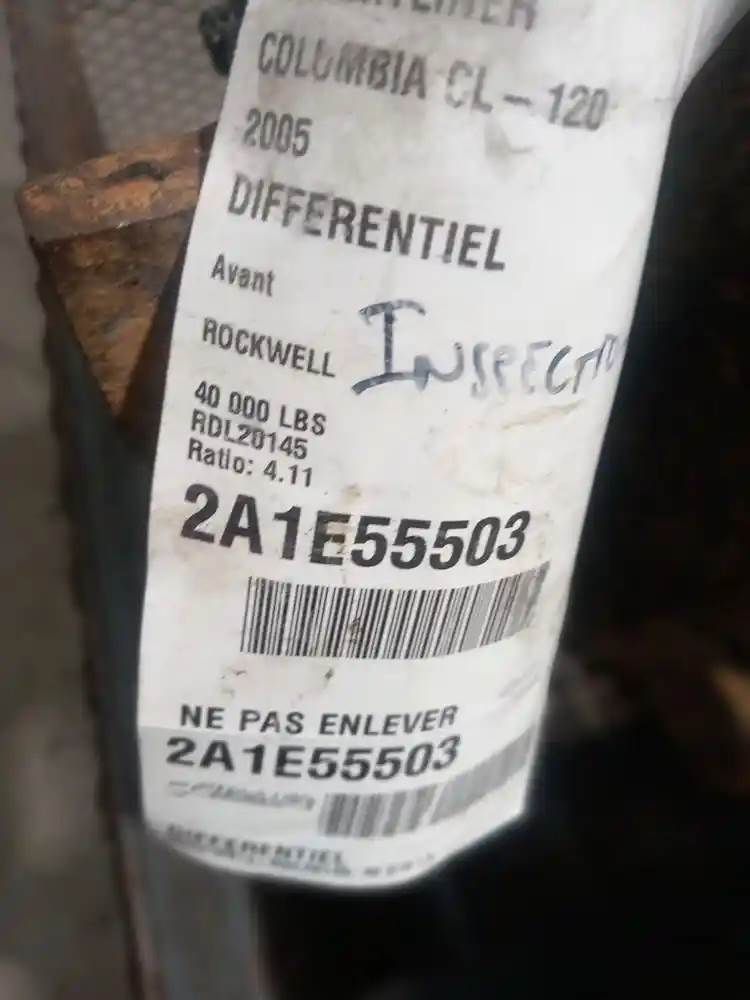 COLUMBIA CL-120
2005
DIFFERENTIEL
Avant
ROCKWELL
INSPECTIO
40 000 LBS
RDL20145
Ratio: 4.11
2A1E55503
NE PAS ENLEVER
2A1E55503
DIFFERENTIEL